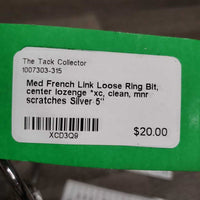 The Tack Collector
1007303-315
Med French Link Loose Ring Bit,
center lozenge *xc, clean, mnr
scratches Silver 5"
XCD3Q9
$20.00